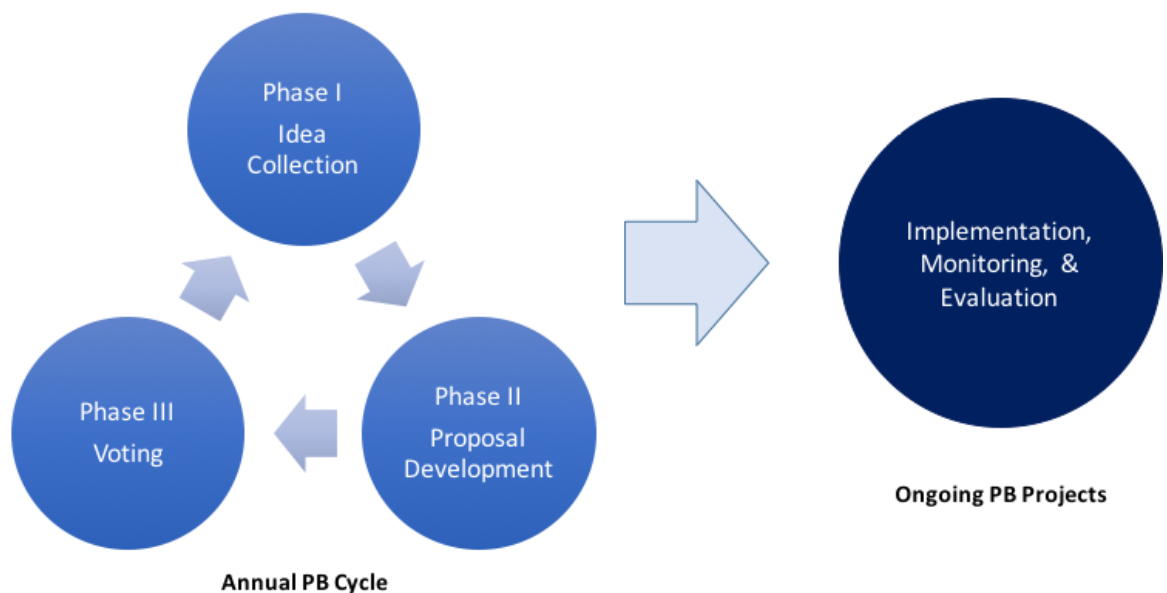 Phase I
Idea
Collection
Phase II
Proposal
Development
Phase III
Voting
Annual PB Cycle
Implementation,
Monitoring, &
Evaluation
Ongoing PB Projects